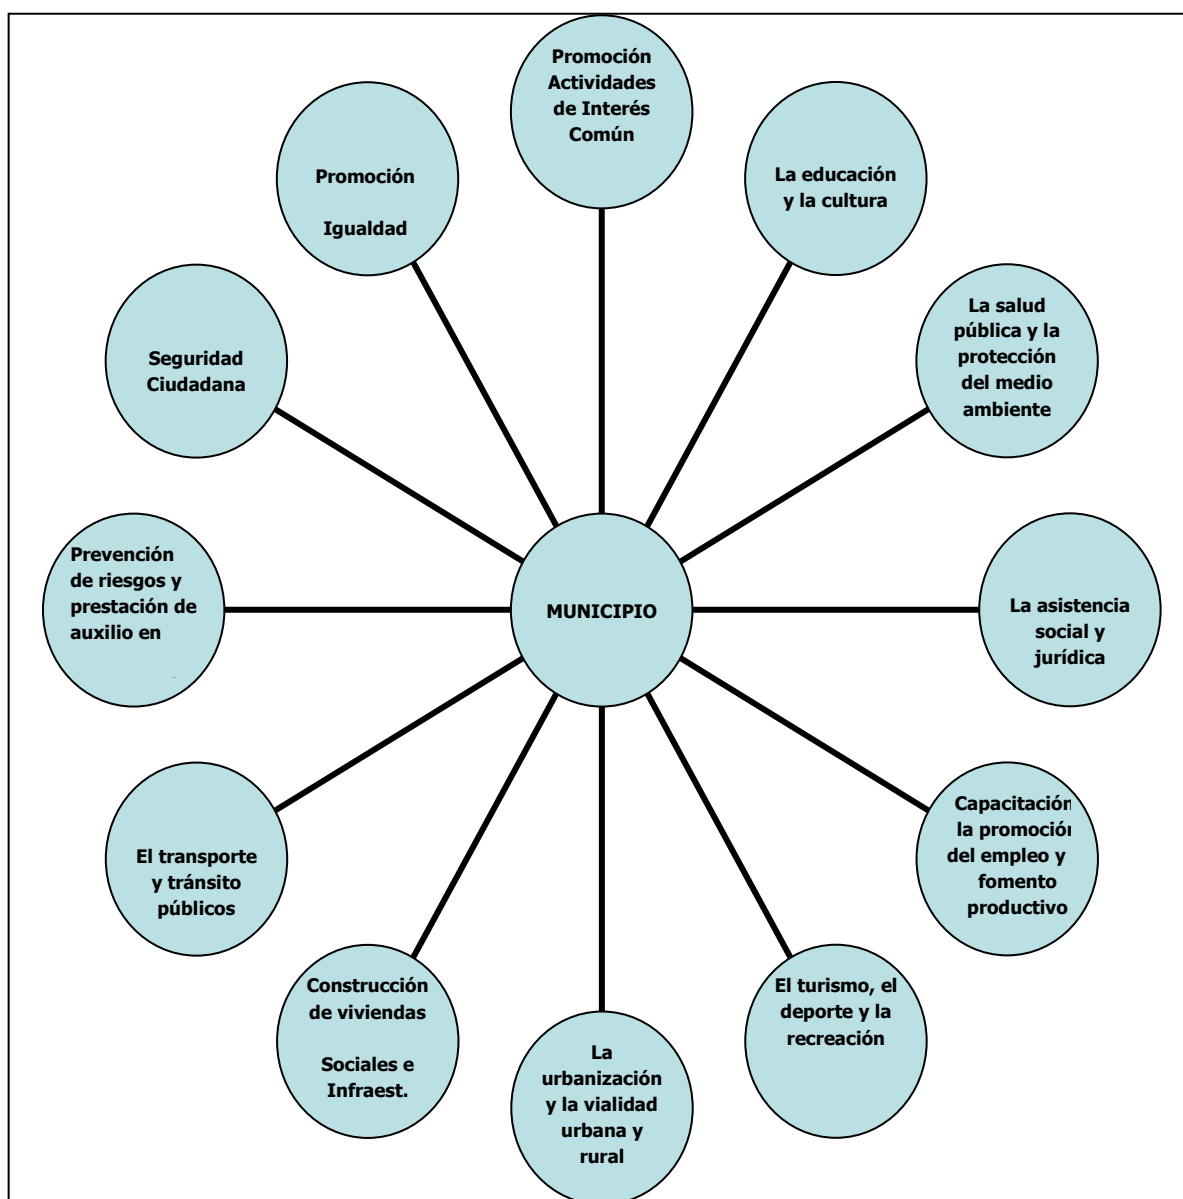 Promoción
Actividades
de Interés
Común
La educación
y la cultura
La salud
pública y la
protección
del medio
ambiente
La asistencia
social y
jurídica
Capacitación
la promoción
del empleo y
fomento
productivo
El turismo, el
deporte y la
recreación
La
urbanización
y la vialidad
urbana y
rural
Construcción
de viviendas
Sociales e
Infraest.
El transporte
y tránsito
públicos
Prevención
de riesgos y
prestación de
auxilio en
Seguridad
Ciudadana
Promoción
Igualdad
MUNICIPIO